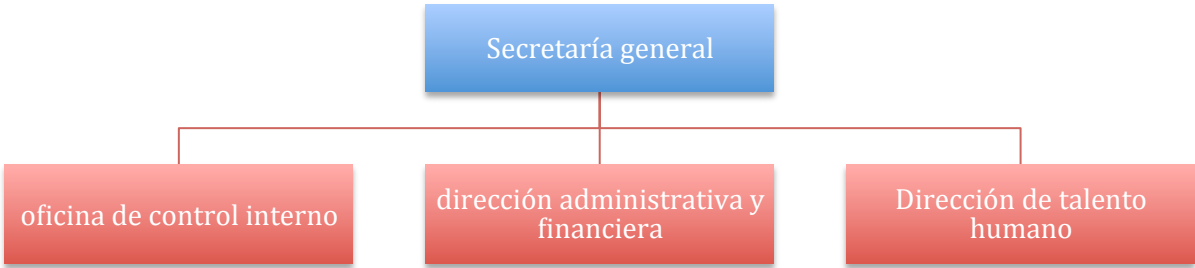 Secretaría general
oficina de control interno
dirección administrativa y
financiera
Dirección de talento
humano